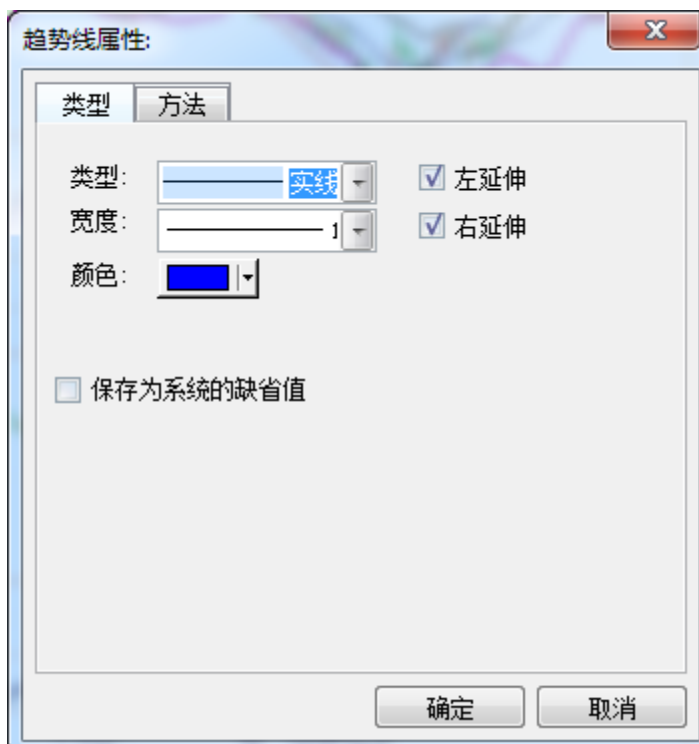 趋势线属性:
类型 方法
类型: 实线 左延伸
宽度: 1 右延伸
颜色:
保存为系统的缺省值
确定 取消